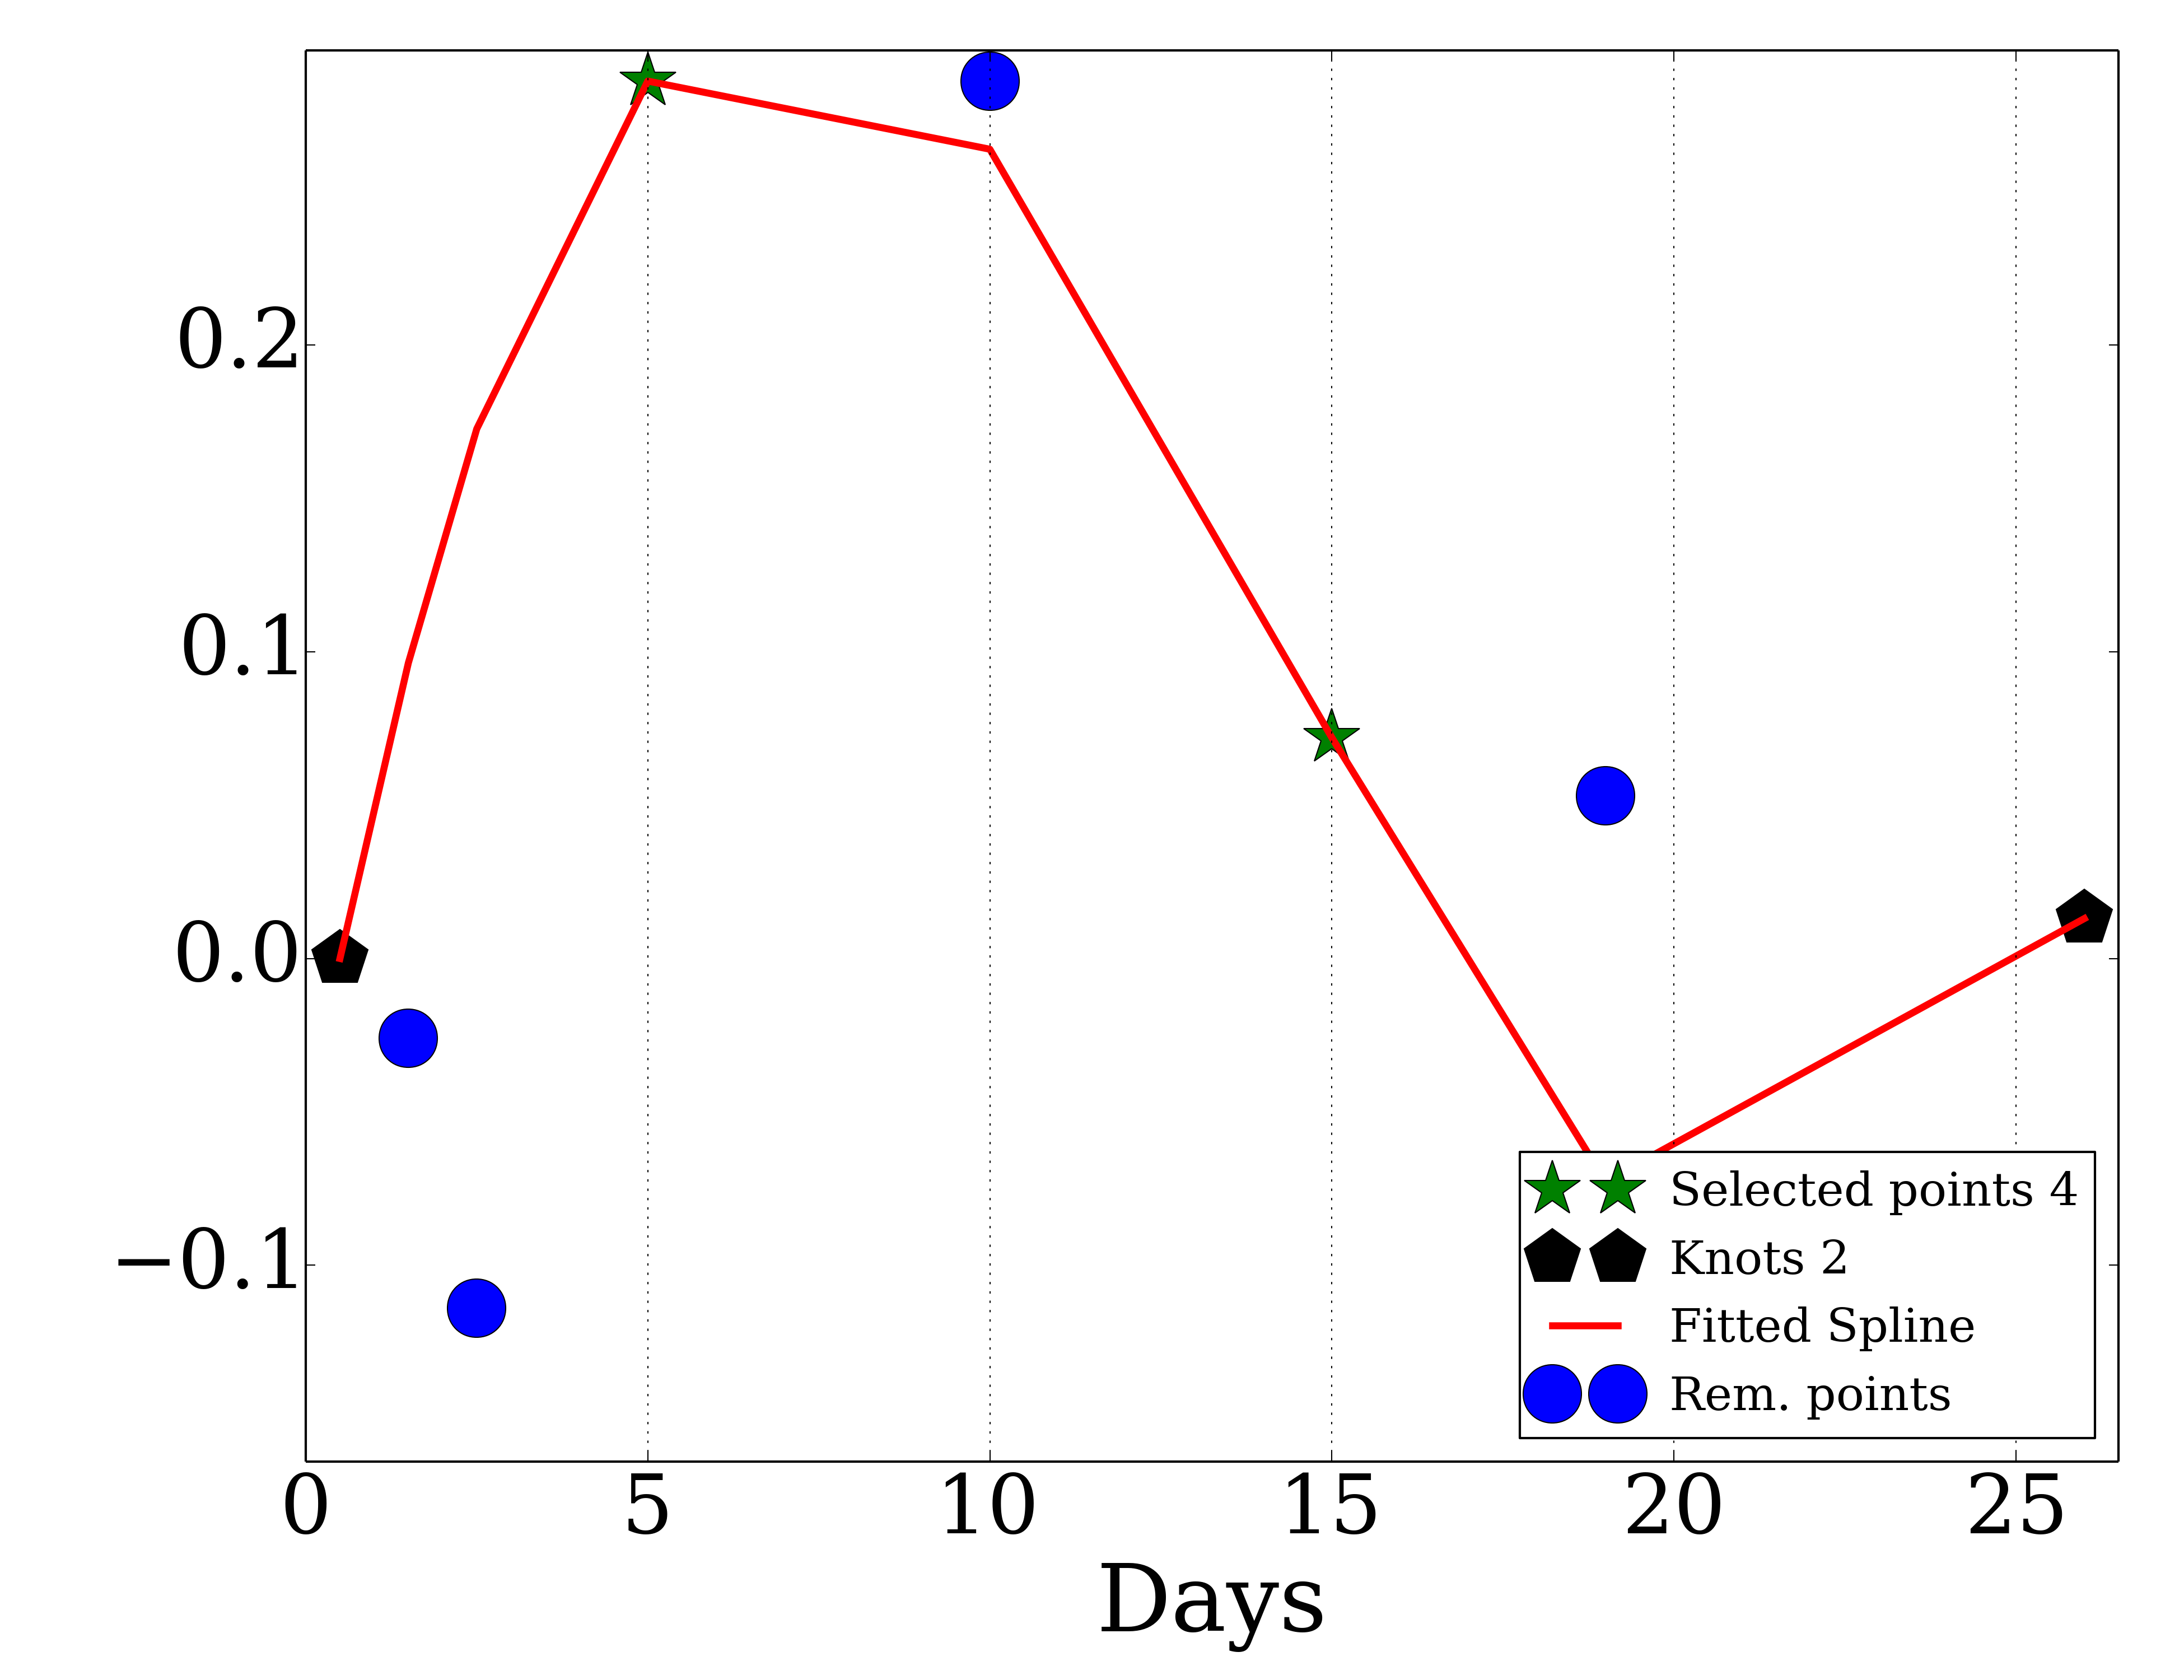 0.2
0.1
0.0
−0.1
0 5 10 15 20 25
Days
Selected points 4
Knots 2
Fitted Spline
Rem. points